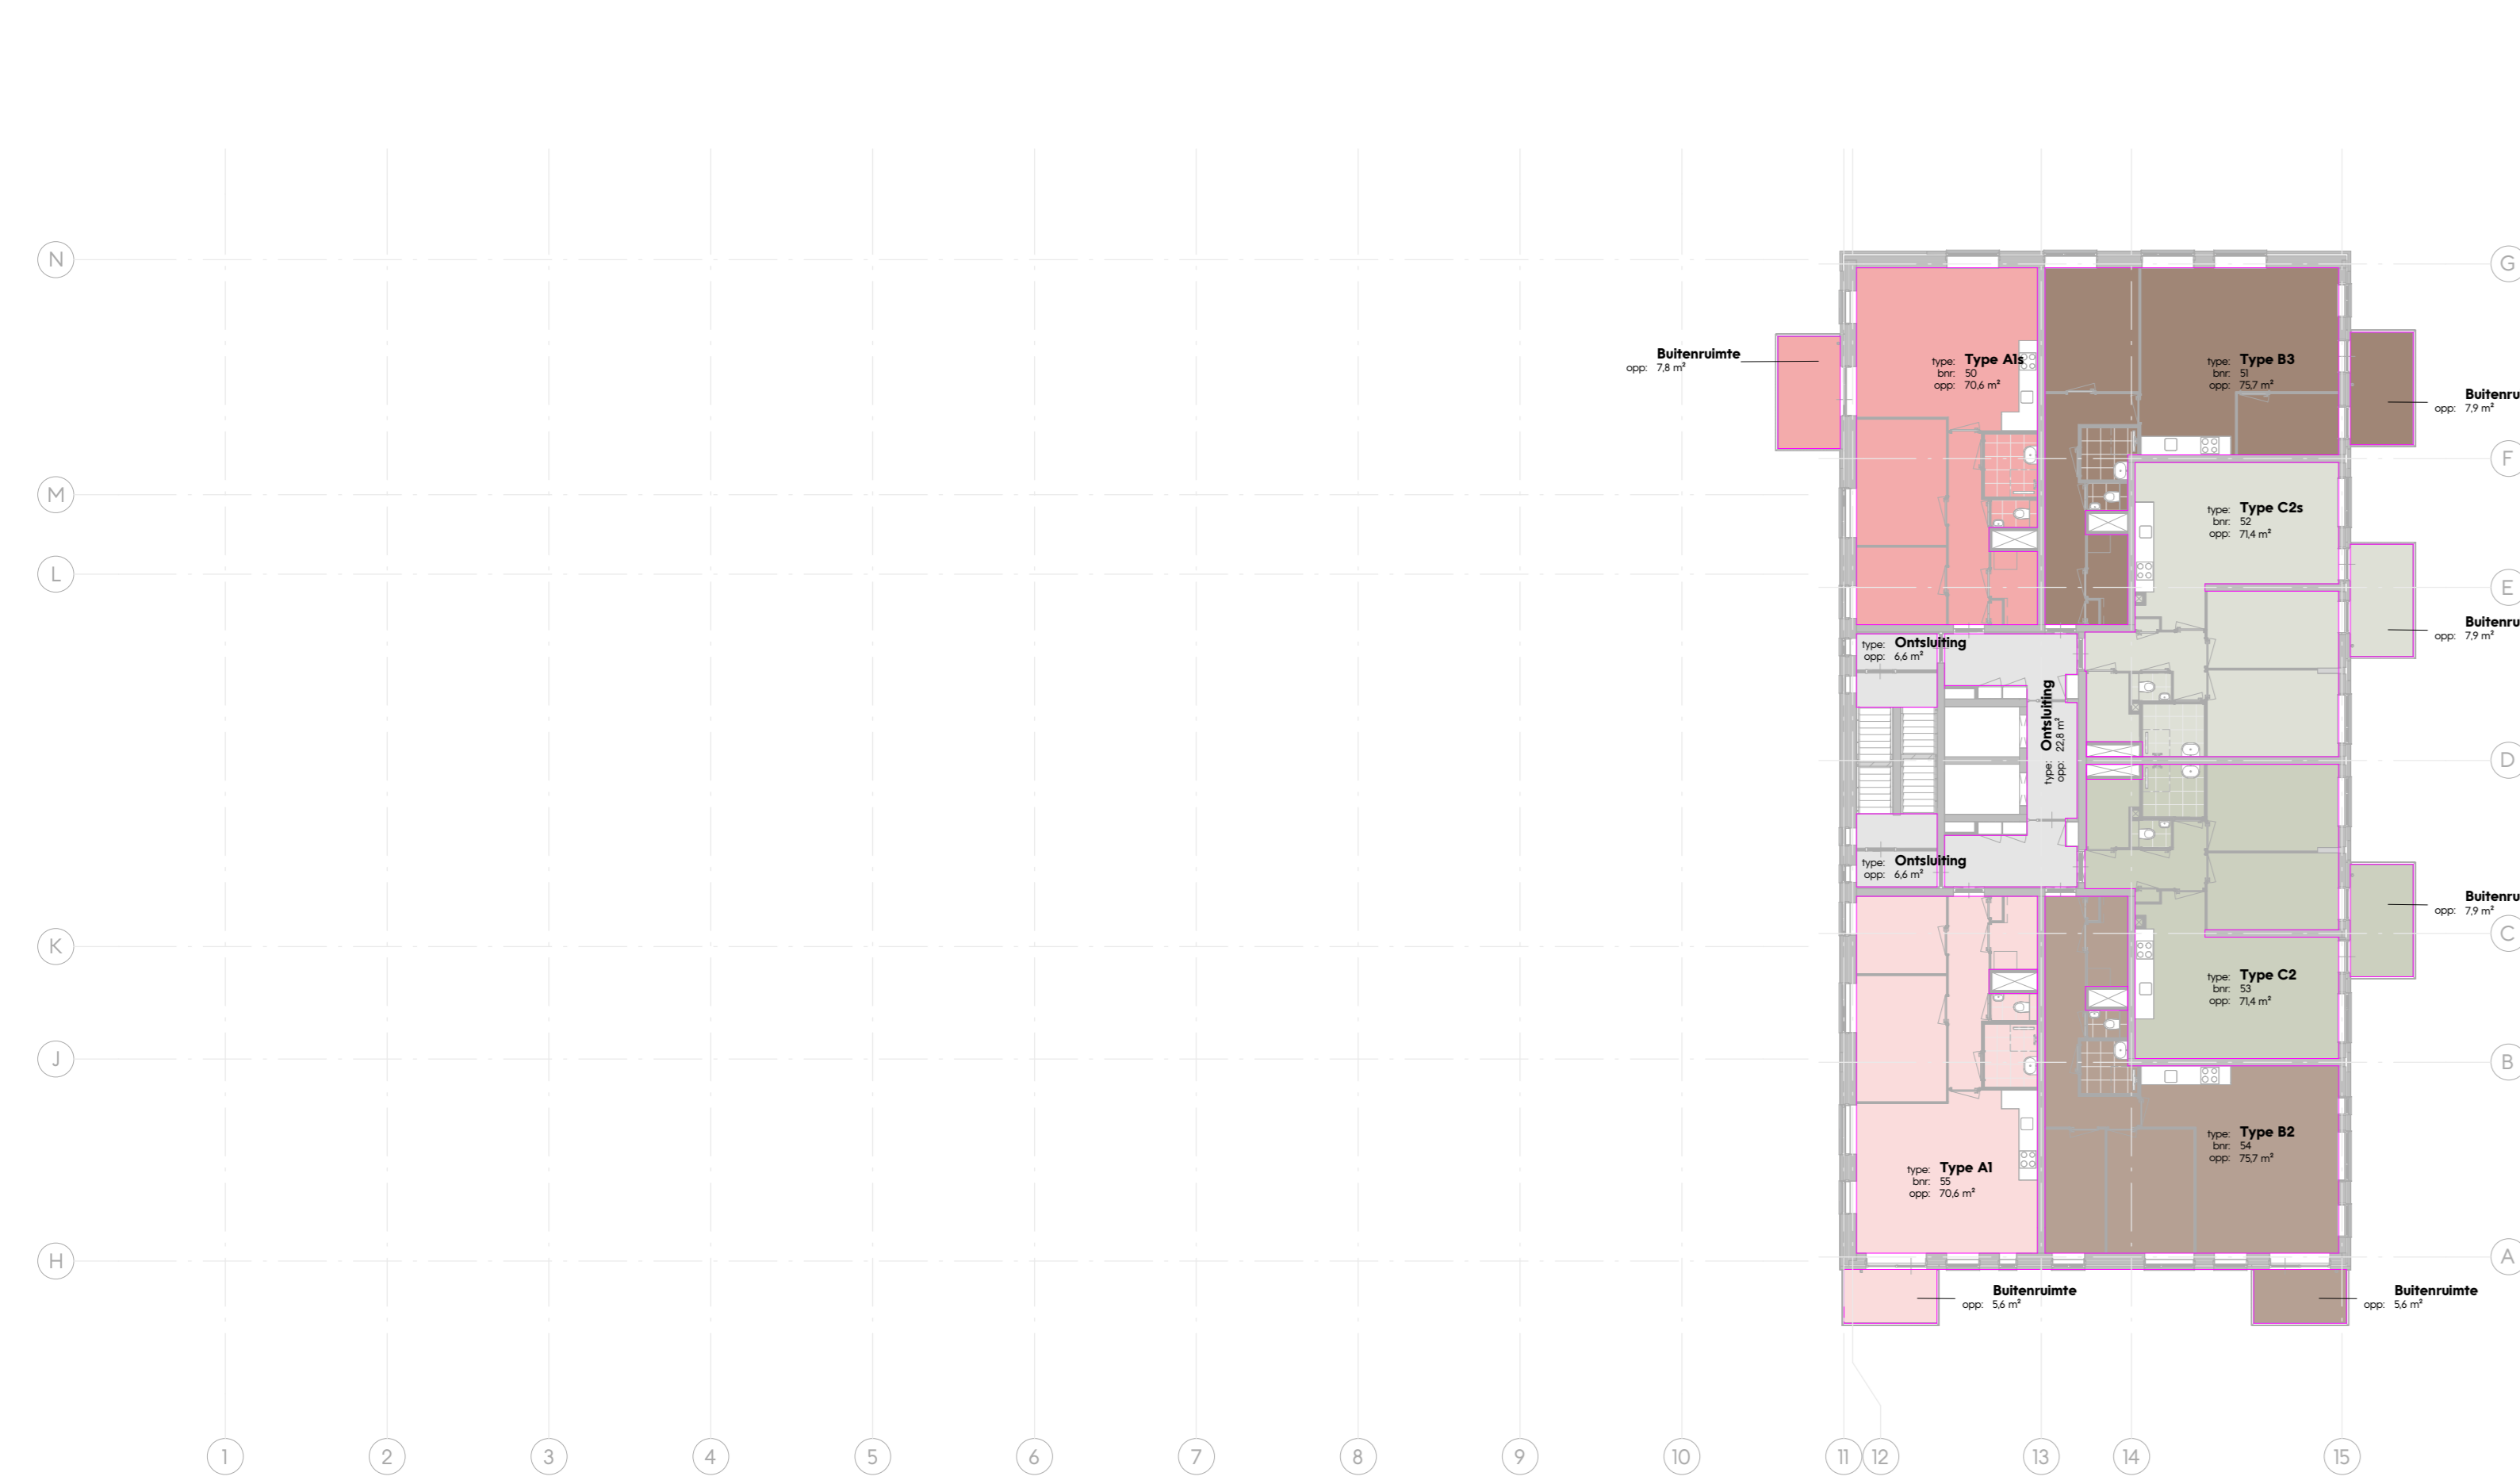 N
G
Buitenruimte
opp: 7,8 m²
type: Type A1s
bnr: 50
opp: 70,6 m²
type: Type B3
bnr: 51
opp: 75,7 m²
Buitenru
opp: 7,9 m²
F
M
type: Type C2s
bnr: 52
opp: 71,4 m²
L
E
Buitenru
opp: 7,9 m²
type: Ontsluiting
opp: 6,6 m²
type: Ontsluiting
opp: 22,8 m²
D
type: Ontsluiting
opp: 6,6 m²
Buitenru
opp: 7,9 m²
K
C
type: Type C2
bnr: 53
opp: 71,4 m²
J
B
type: Type B2
bnr: 54
opp: 75,7 m²
type: Type A1
bnr: 55
opp: 70,6 m²
H
A
Buitenruimte
opp: 5,6 m²
Buitenruimte
opp: 5,6 m²
1 2 3 4 5 6 7 8 9 10 11 12 13 14 15